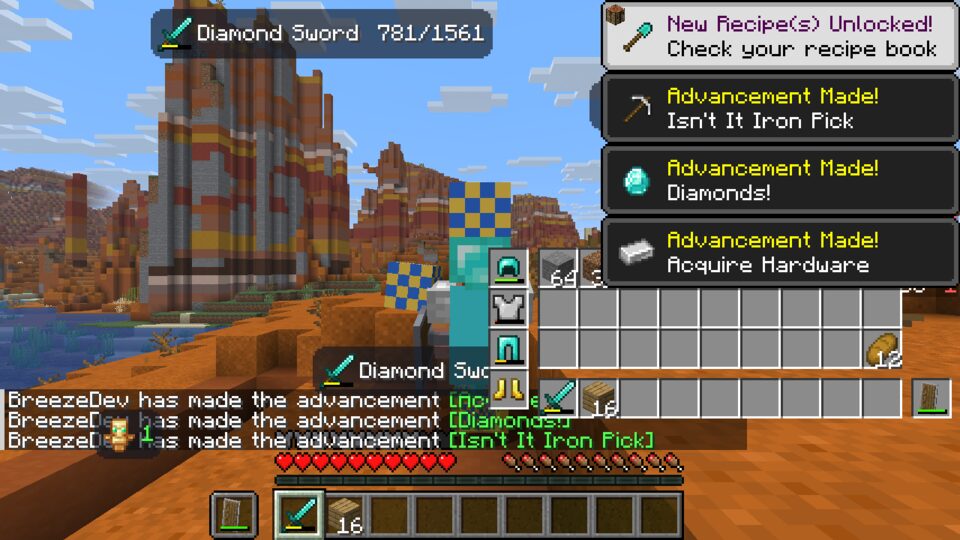 Diamond Sword 781/1561
New Recipe(s) Unlocked!
Check your recipe book
Advancement Made!
Isn't It Iron Pick
Advancement Made!
Diamonds!
Advancement Made!
Acquire Hardware
64
12
Diamond
16
BreezeDev has made the advancement
BreezeDev has made the advancement [Diamonds!]
1
has made the advancement [Isn't It Iron Pick]
16